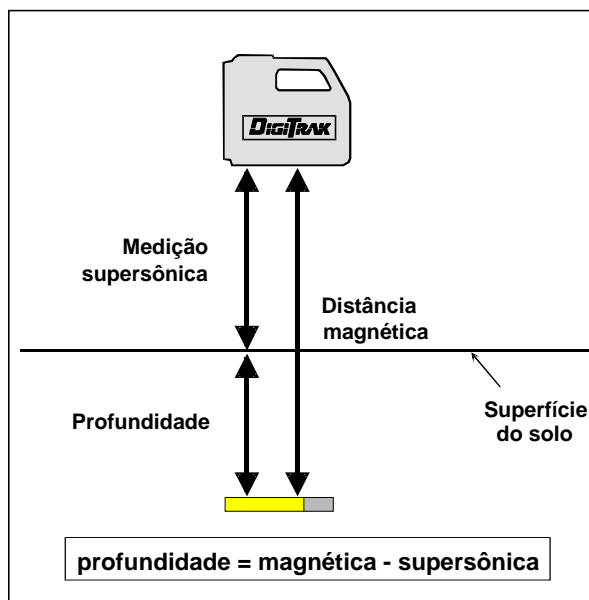 DIGITRAK
Medição
supersônica
Distância
magnética
Profundidade
Superfície
do solo
profundidade = magnética - supersônica